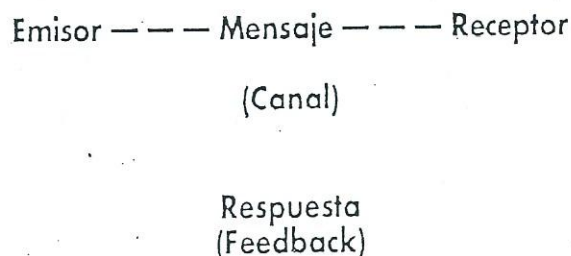 Emisor — — — Mensaje — — — Receptor
(Canal)
Respuesta
(Feedback)